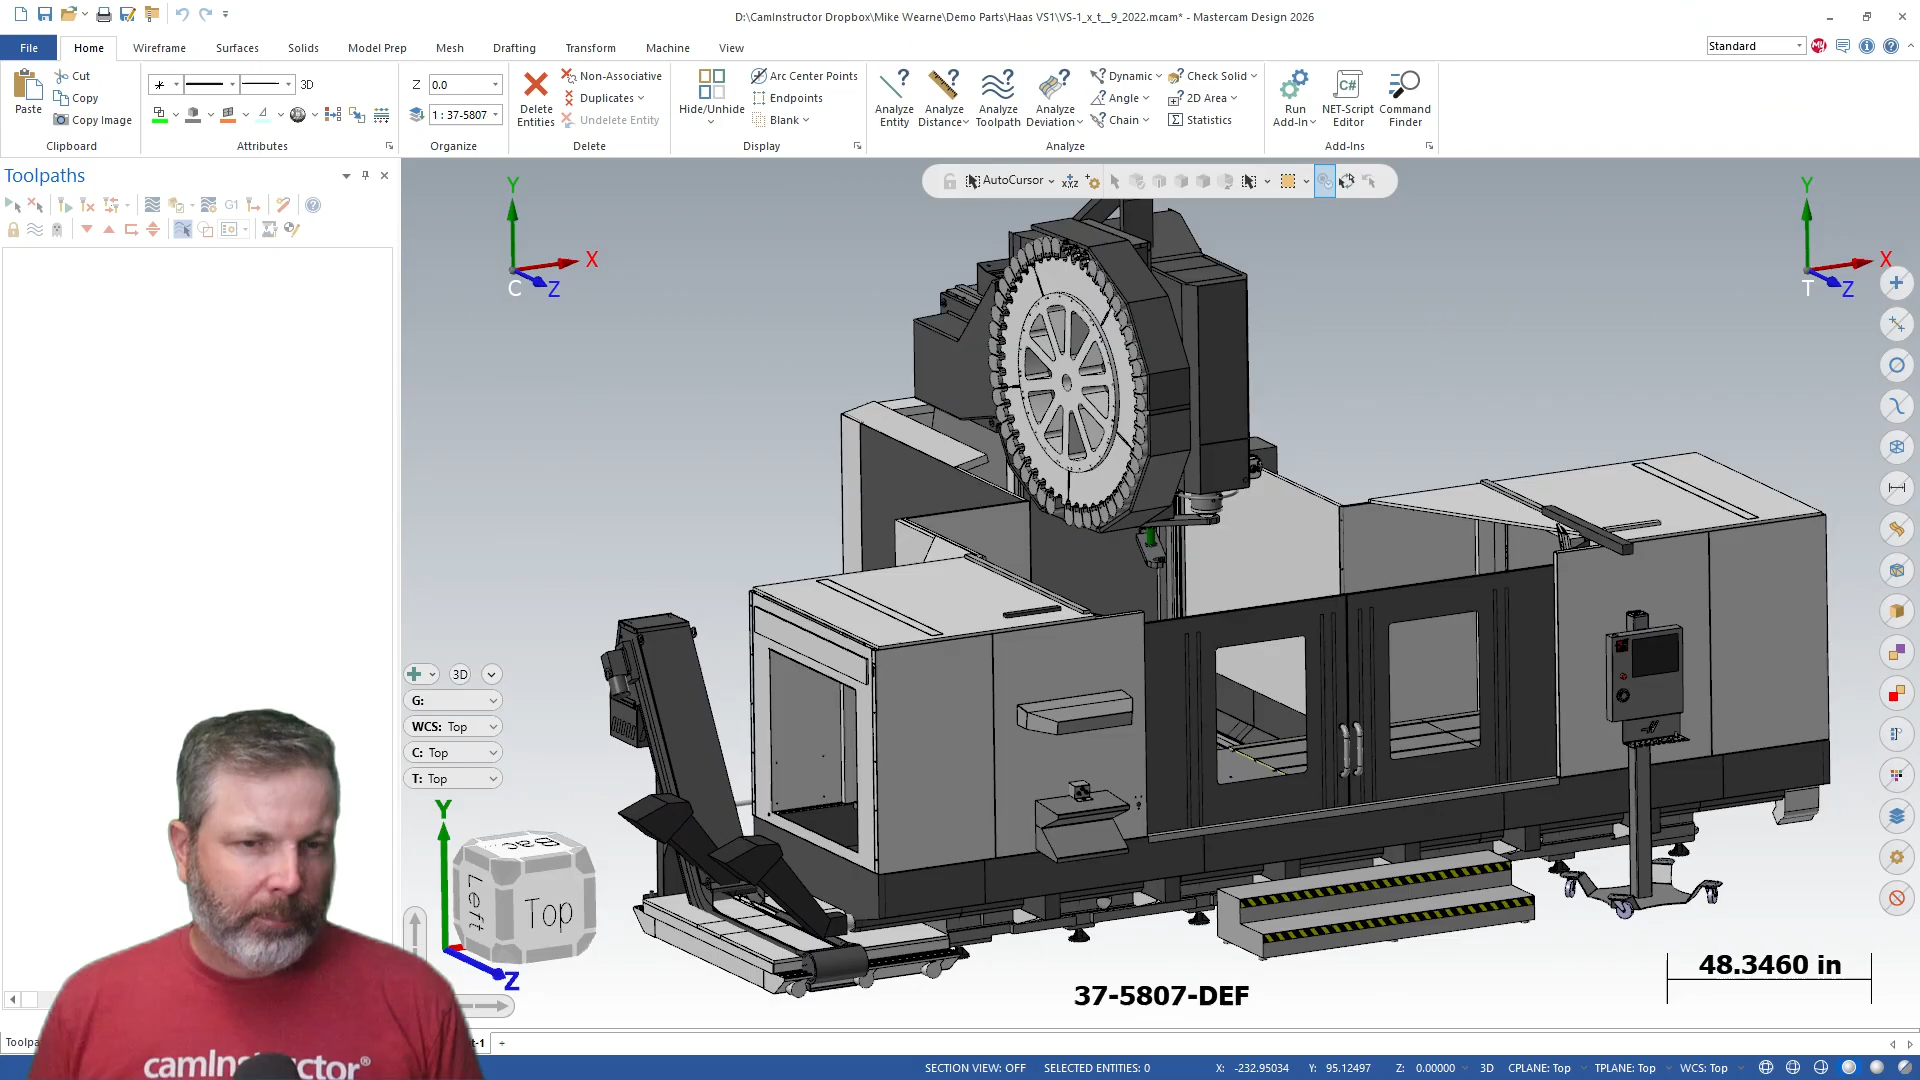 D:\CamInstructor Dropbox\Mike Wearne\Demo Parts\Haas VS1\VS-1_x_t__9_2022.mcam* - Mastercam Design 2026
File
Home
Wireframe
Surfaces
Solids
Model Prep
Mesh
Drafting
Transform
Machine
View
Standard
Paste
Cut
Copy
Copy Image
Clipboard
3D
Attributes
Z
0.0
1 : 37-5807
Organize
Delete
Entities
Non-Associative
Duplicates
Undelete Entity
Delete
Hide/Unhide
Arc Center Points
Endpoints
Blank
Display
Analyze
Entity
Analyze
Distance
Analyze
Toolpath
Analyze
Deviation
Dynamic
Angle
Chain
Check Solid
2D Area
Statistics
Analyze
Run
Add-In
C#
NET-Script
Editor
Command
Finder
Add-Ins
Toolpaths
G1
AutoCursor
XYZ
Y
X
C
Z
Y
X
T
Z
3D
G:
WCS: Top
C: Top
T: Top
Y
Bac
Left
Top
Z
37-5807-DEF
48.3460 in
Toolpa
t-1
+
camInstructor®
SECTION VIEW: OFF
SELECTED ENTITIES: 0
X: -232.95034
Y: 95.12497
Z: 0.00000
3D
CPLANE: Top
TPLANE: Top
WCS: Top